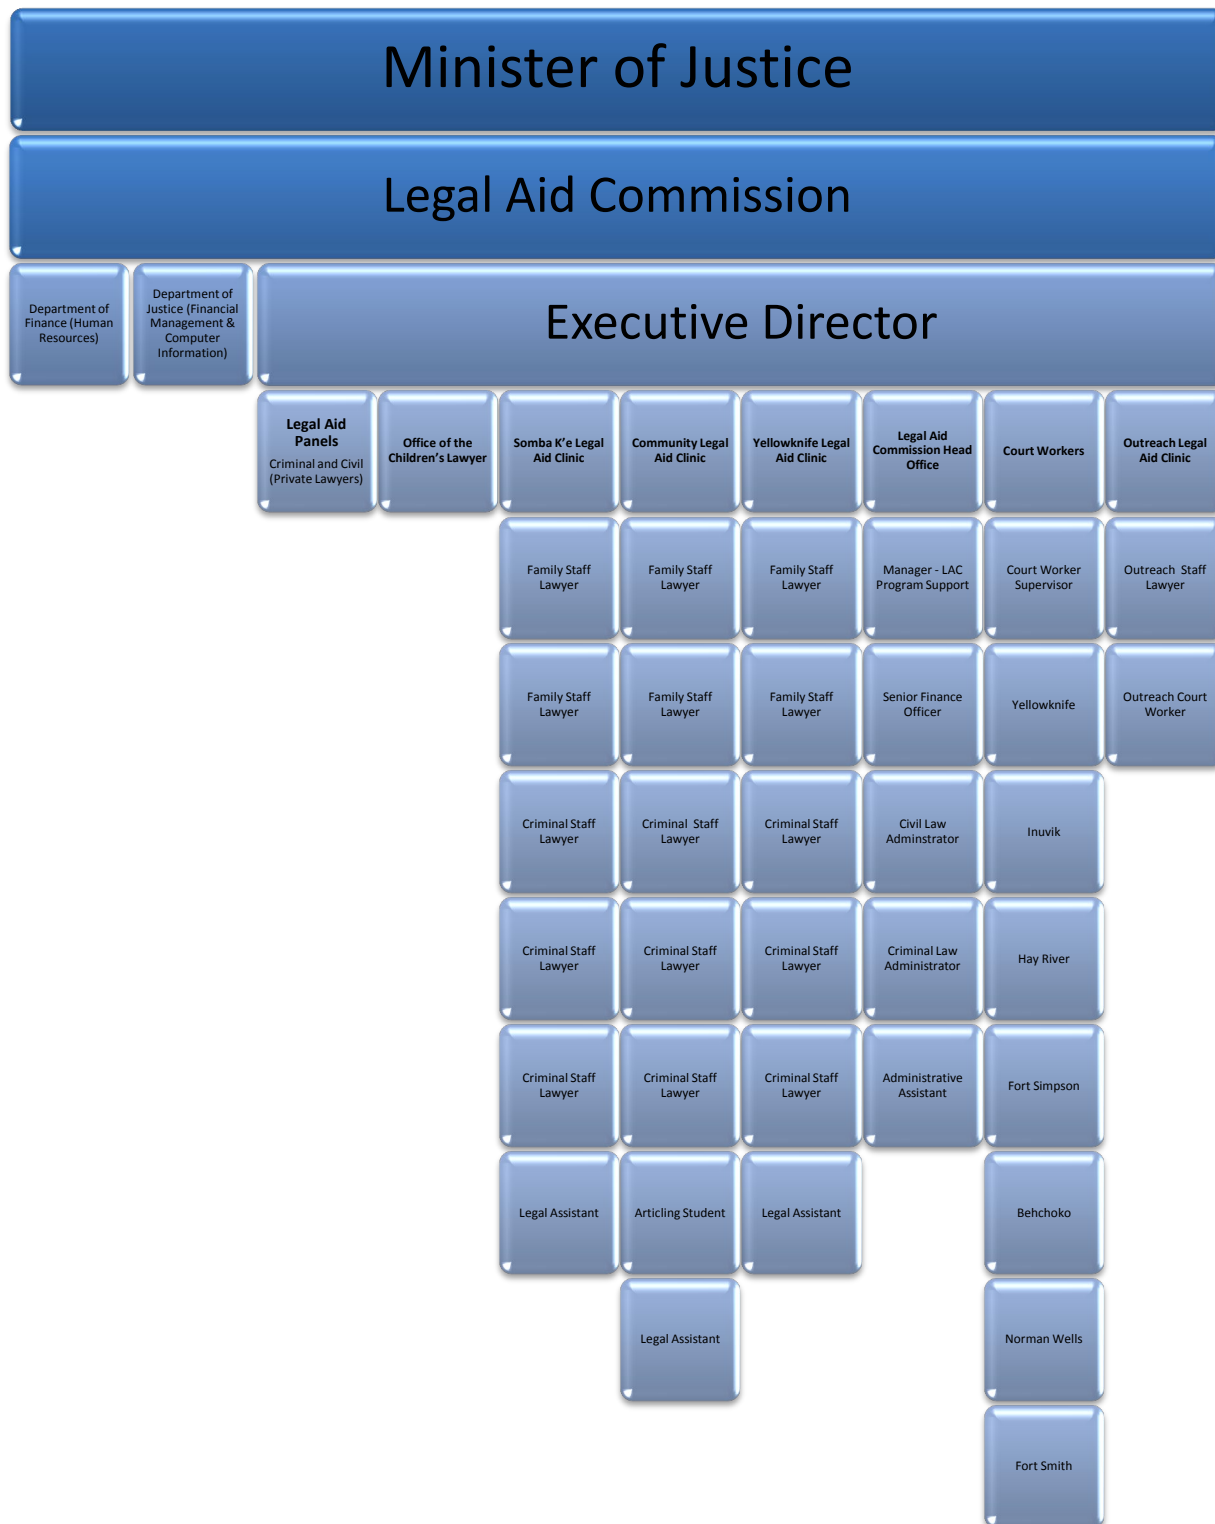 Minister of Justice
Legal Aid Commission
Department of
Finance (Human
Resources)
Department of
Justice (Financial
Management &
Computer
Information)
Executive Director
Legal Aid
Panels
Criminal and Civil
(Private Lawyers)
Office of the
Children's Lawyer
Somba K'e Legal
Aid Clinic
Community Legal
Aid Clinic
Yellowknife Legal
Aid Clinic
Legal Aid
Commission Head
Office
Court Workers
Outreach Legal
Aid Clinic
Family Staff
Lawyer
Family Staff
Lawyer
Family Staff
Lawyer
Manager - LAC
Program Support
Court Worker
Supervisor
Outreach  Staff
Lawyer
Family Staff
Lawyer
Family Staff
Lawyer
Family Staff
Lawyer
Senior Finance
Officer
Yellowknife
Outreach Court
Worker
Criminal Staff
Lawyer
Criminal  Staff
Lawyer
Criminal Staff
Lawyer
Civil Law
Adminstrator
Inuvik
Criminal Staff
Lawyer
Criminal Staff
Lawyer
Criminal Staff
Lawyer
Criminal Law
Administrator
Hay River
Criminal Staff
Lawyer
Criminal Staff
Lawyer
Criminal Staff
Lawyer
Administrative
Assistant
Fort Simpson
Legal Assistant
Articling Student
Legal Assistant
Behchoko
Legal Assistant
Norman Wells
Fort Smith